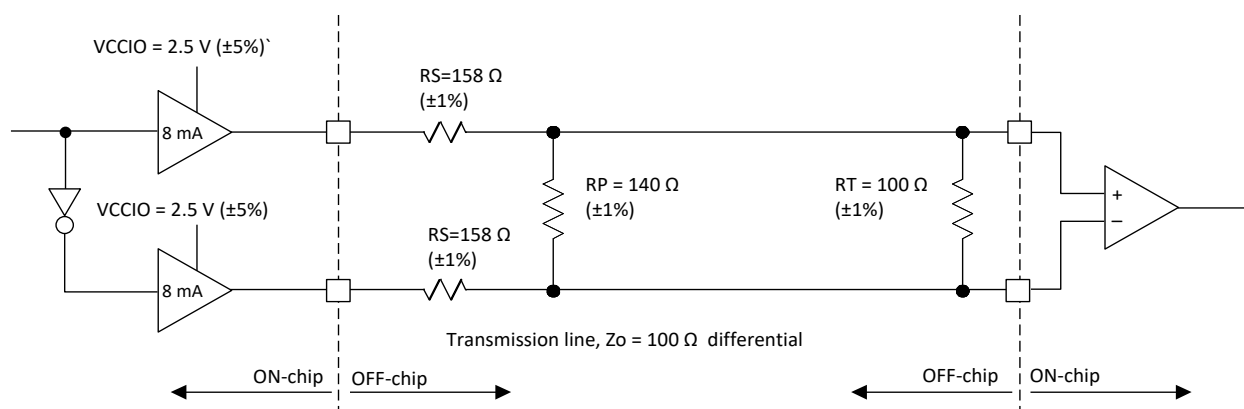 VCCIO = 2.5 V (±5%)`
RS=158 Ω
(±1%)
8 mA
RP = 140 Ω
(±1%)
RT = 100 Ω
(±1%)
+
−
VCCIO = 2.5 V (±5%)
RS=158 Ω
(±1%)
8 mA
Transmission line, Zo = 100 Ω differential
ON-chip
OFF-chip
OFF-chip
ON-chip